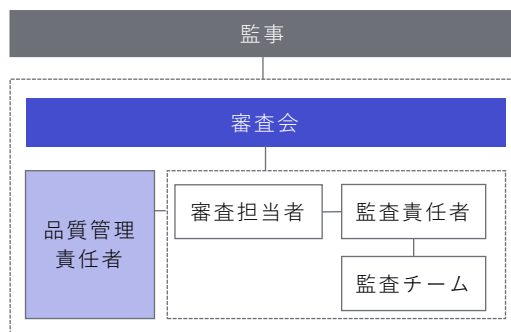 監事
審査会
品質管理
責任者
審査担当者
監査責任者
監査チーム